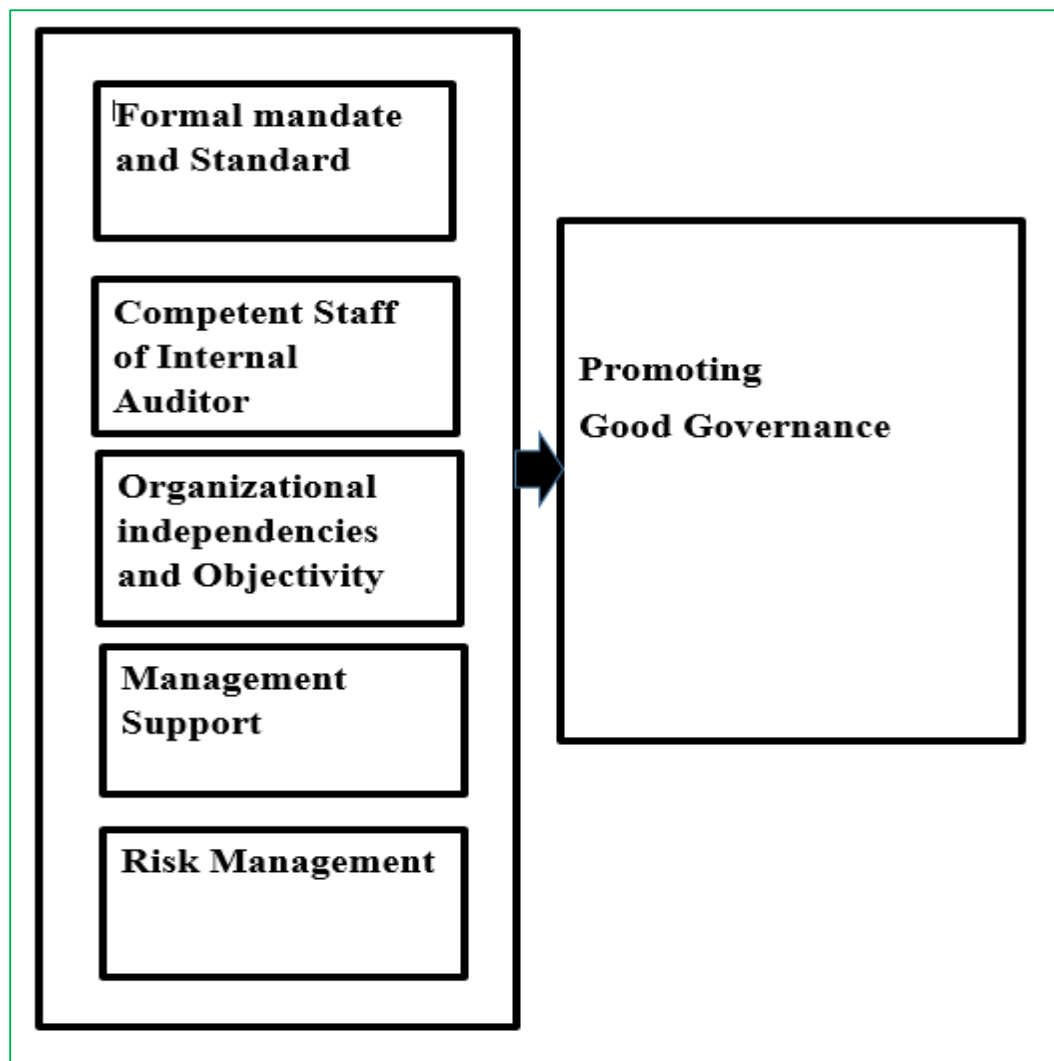 Formal mandate
and Standard
Competent Staff
of Internal
Auditor
Organizational
independencies
and Objectivity
Management
Support
Risk Management
Promoting
Good Governance